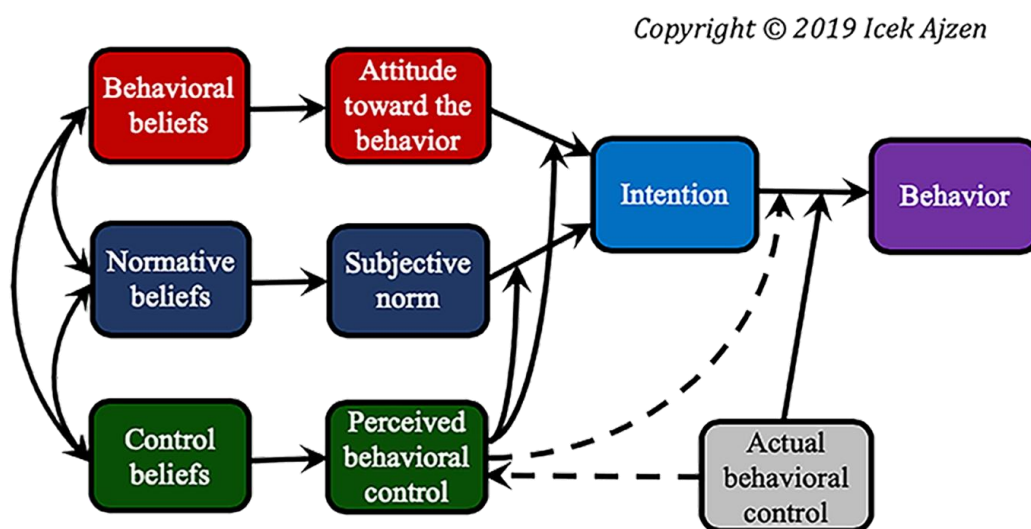 Copyright © 2019 Icek Ajzen
Behavioral
beliefs
Attitude
toward the
behavior
Intention
Behavior
Normative
beliefs
Subjective
norm
Control
beliefs
Perceived
behavioral
control
Actual
behavioral
control